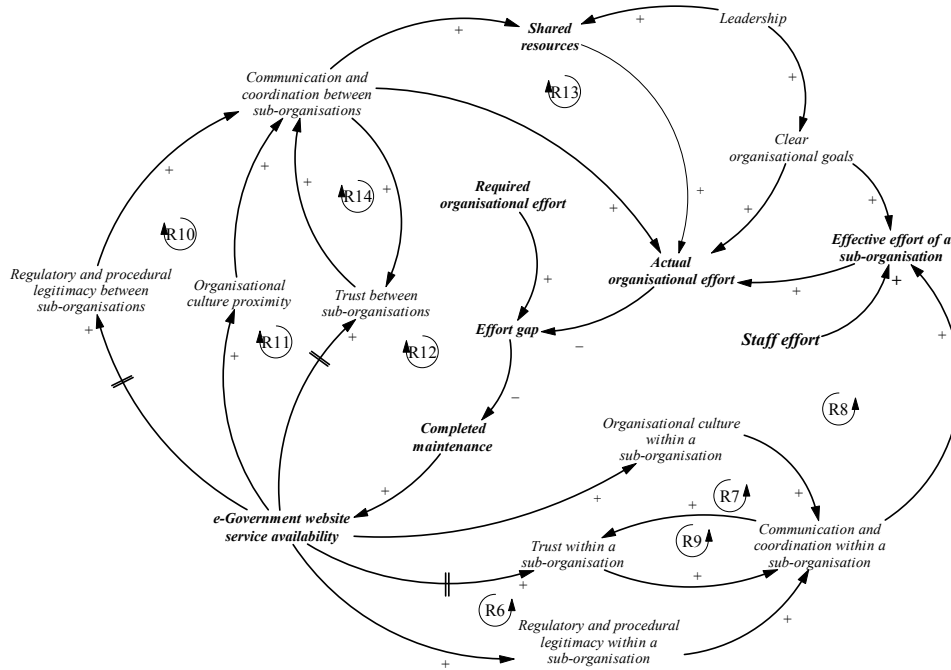 Shared
resources
Leadership
+
+
+
Communication and
coordination between
sub-organisations
R13
Clear
organisational goals
+
+
+
+
R14
+
Required
organisational effort
+
+
+
+
R10
Effective effort of a
sub-organisation
+
Regulatory and procedural
legitimacy between
sub-organisations
Organisational
culture proximity
Trust between
sub-organisations
Actual
organisational effort
+
+
+
+
+
R11
R12
Effort gap
−
Staff effort
+
−
R8
Completed
maintenance
Organisational culture
within a
sub-organisation
+
+
R7
+
+
e-Government website
service availability
R9
Trust within a
sub-organisation
Communication and
coordination within a
sub-organisation
+
+
R6
Regulatory and procedural
legitimacy within a
sub-organisation
+
+